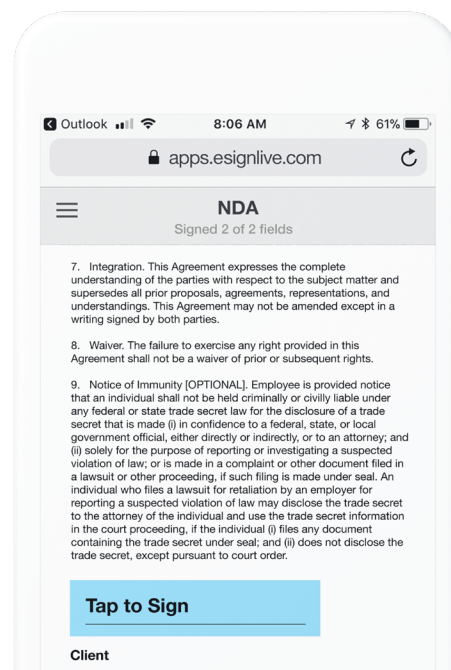 Outlook 8:06 AM 61%
apps.esignlive.com
NDA
Signed 2 of 2 fields
7. Integration. This Agreement expresses the complete
understanding of the parties with respect to the subject matter and
supersedes all prior proposals, agreements, representations, and
understandings. This Agreement may not be amended except in a
writing signed by both parties.
8. Waiver. The failure to exercise any right provided in this
Agreement shall not be a waiver of prior or subsequent rights.
9. Notice of Immunity [OPTIONAL]. Employee is provided notice
that an individual shall not be held criminally or civilly liable under
any federal or state trade secret law for the disclosure of a trade
secret that is made (i) in confidence to a federal, state, or local
government official, either directly or indirectly, or to an attorney; and
(ii) solely for the purpose of reporting or investigating a suspected
violation of law; or is made in a complaint or other document filed in
a lawsuit or other proceeding, if such filing is made under seal. An
individual who files a lawsuit for retaliation by an employer for
reporting a suspected violation of law may disclose the trade secret
to the attorney of the individual and use the trade secret information
in the court proceeding, if the individual (i) files any document
containing the trade secret under seal; and (ii) does not disclose the
trade secret, except pursuant to court order.
Tap to Sign
Client